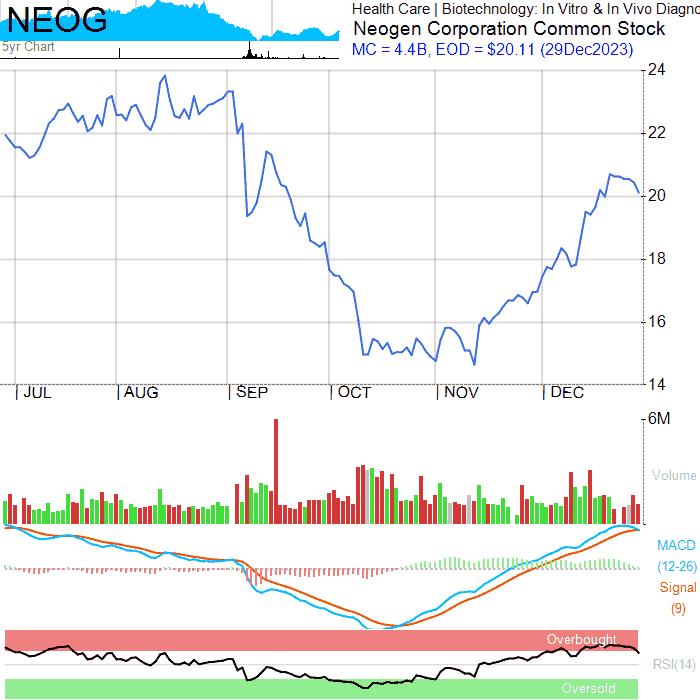 NEOG
5yr Chart
Health Care | Biotechnology: In Vitro & In Vivo Diagno
Neogen Corporation Common Stock
MC = 4.4B, EOD = $20.11 (29Dec2023)
24
22
20
18
16
14
JUL AUG SEP OCT NOV DEC
6M
Volume
MACD
(12-26)
Signal
(9)
Overbought
RSI(14)
Oversold